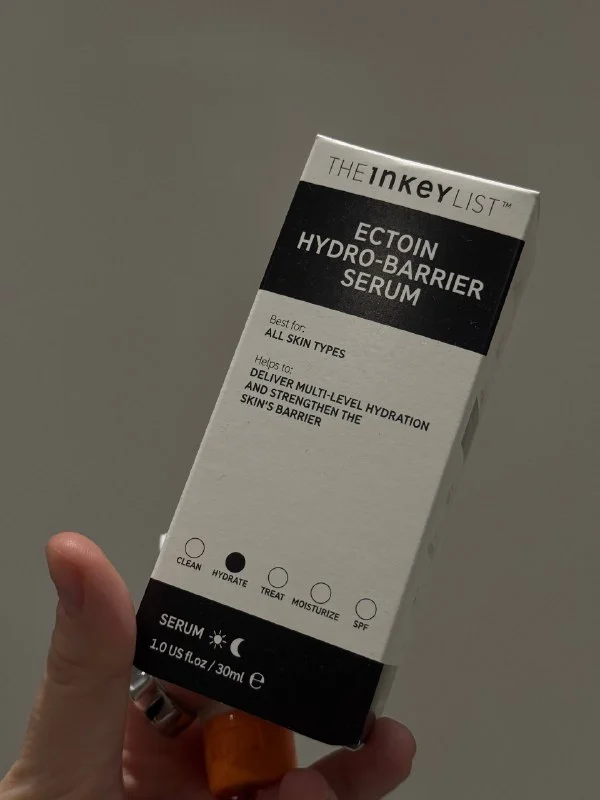 THE INKEY LIST™
ECTOIN
HYDRO-BARRIER
SERUM
Best for:
ALL SKIN TYPES
Helps to:
DELIVER MULTI-LEVEL HYDRATION
AND STRENGTHEN THE
SKIN'S BARRIER
CLEAN HYDRATE TREAT MOISTURIZE SPF
SERUM
1.0 US fl.oz / 30ml ℮